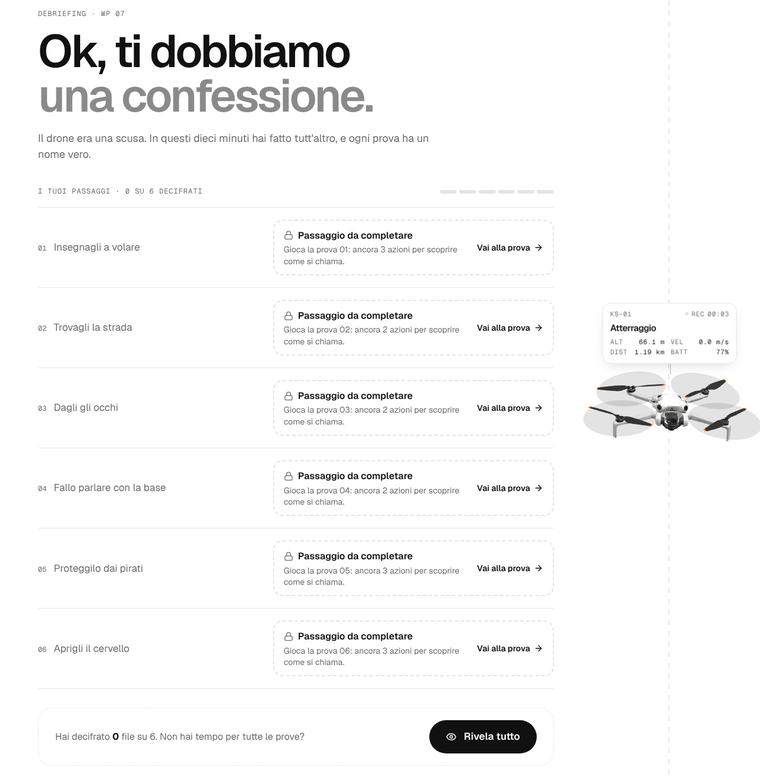 DEBRIEFING · WP 07
Ok, ti dobbiamo
una confessione.
Il drone era una scusa. In questi dieci minuti hai fatto tutt'altro, e ogni prova ha un
nome vero.
I TUOI PASSAGGI · 0 SU 6 DECIFRATI
01 Insegnagli a volare
Passaggio da completare
Gioca la prova 01: ancora 3 azioni per scoprire
come si chiama.
Vai alla prova →
02 Trovagli la strada
Passaggio da completare
Gioca la prova 02: ancora 2 azioni per scoprire
come si chiama.
Vai alla prova →
03 Dagli gli occhi
Passaggio da completare
Gioca la prova 03: ancora 2 azioni per scoprire
come si chiama.
Vai alla prova →
04 Fallo parlare con la base
Passaggio da completare
Gioca la prova 04: ancora 2 azioni per scoprire
come si chiama.
Vai alla prova →
05 Proteggilo dai pirati
Passaggio da completare
Gioca la prova 05: ancora 3 azioni per scoprire
come si chiama.
Vai alla prova →
06 Aprigli il cervello
Passaggio da completare
Gioca la prova 06: ancora 3 azioni per scoprire
come si chiama.
Vai alla prova →
Hai decifrato 0 file su 6. Non hai tempo per tutte le prove?
Rivela tutto
KS-01 REC 00:03
Atterraggio
ALT 66.1 m VEL 0.0 m/s
DIST 1.19 km BATT 77%